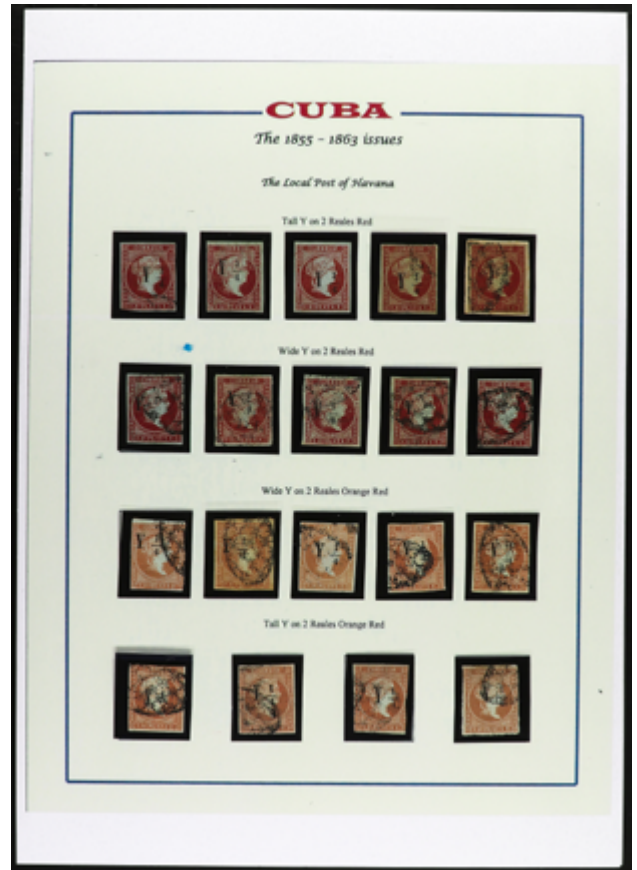 CUBA
The 1855 - 1863 issues
The Local Post of Havana
Tall Y on 2 Reales Red
Wide Y on 2 Reales Red
Wide Y on 2 Reales Orange Red
Tall Y on 2 Reales Orange Red